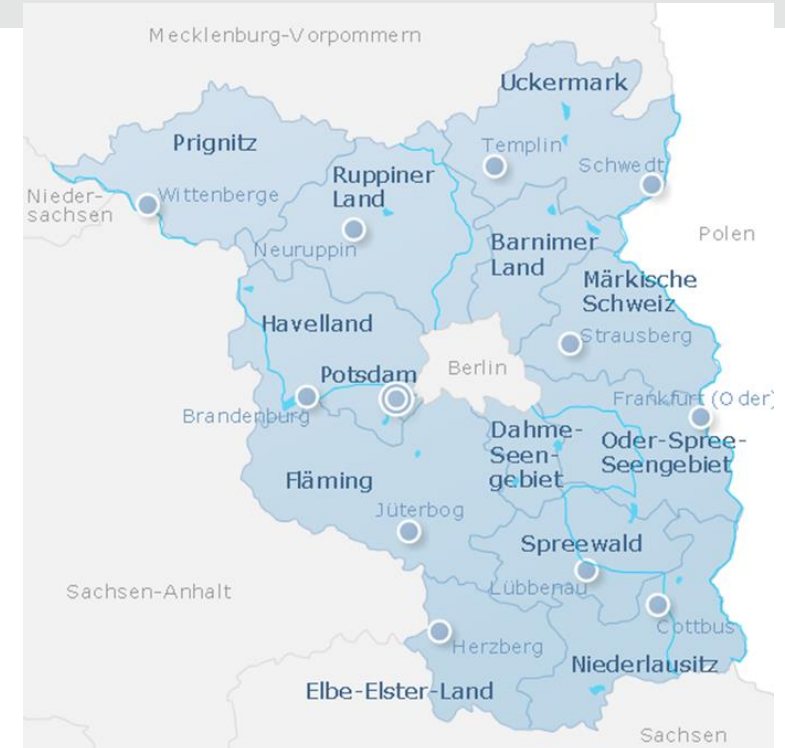 Mecklenburg-Vorpommern
Uckermark
Prignitz
Templin
Schwedt
Ruppiner
Land
Nieder-
sachsen
Wittenberge
Neuruppin
Polen
Barnimer
Land
Märkische
Schweiz
Havelland
Strausberg
Berlin
Potsdam
Brandenburg
Frankfurt (Oder)
Dahme-
Seen-
gebiet
Oder-Spree-
Seengebiet
Fläming
Jüterbog
Spreewald
Lübbenau
Sachsen-Anhalt
Cottbus
Herzberg
Niederlausitz
Elbe-Elster-Land
Sachsen